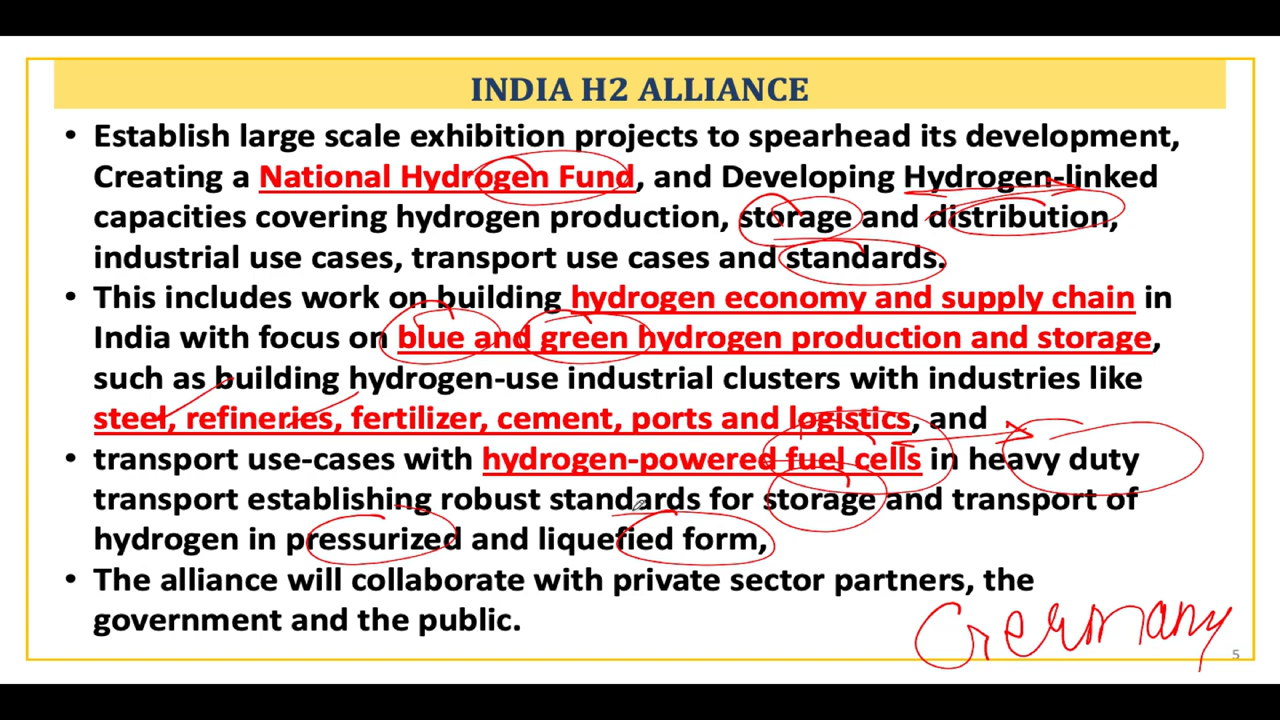 INDIA H2 ALLIANCE
• Establish large scale exhibition projects to spearhead its development,
Creating a National Hydrogen Fund, and Developing Hydrogen-linked
capacities covering hydrogen production, storage and distribution,
industrial use cases, transport use cases and standards.
• This includes work on building hydrogen economy and supply chain in
India with focus on blue and green hydrogen production and storage,
such as building hydrogen-use industrial clusters with industries like
steel, refineries, fertilizer, cement, ports and logistics, and
• transport use-cases with hydrogen-powered fuel cells in heavy duty
transport establishing robust standards for storage and transport of
hydrogen in pressurized and liquefied form,
• The alliance will collaborate with private sector partners, the
government and the public.
Germany
5